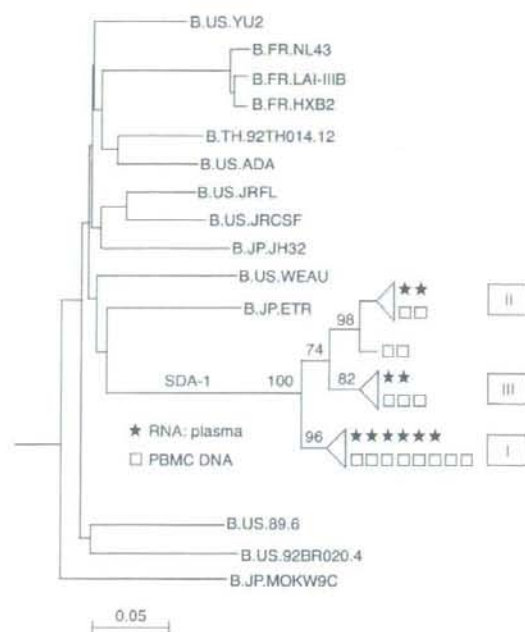 B.US.YU2
B.FR.NL43
B.FR.LAI-IIIB
B.FR.HXB2
B.TH.92TH014.12
B.US.ADA
B.US.JRFL
B.US.JRCSF
B.JP.JH32
B.US.WEAU
II
B.JP.ETR
98
74
SDA-1 100
82
III
★ RNA: plasma
96
□ PBMC DNA
I
B.US.89.6
B.US.92BR020.4
B.JP.MOKW9C
0.05